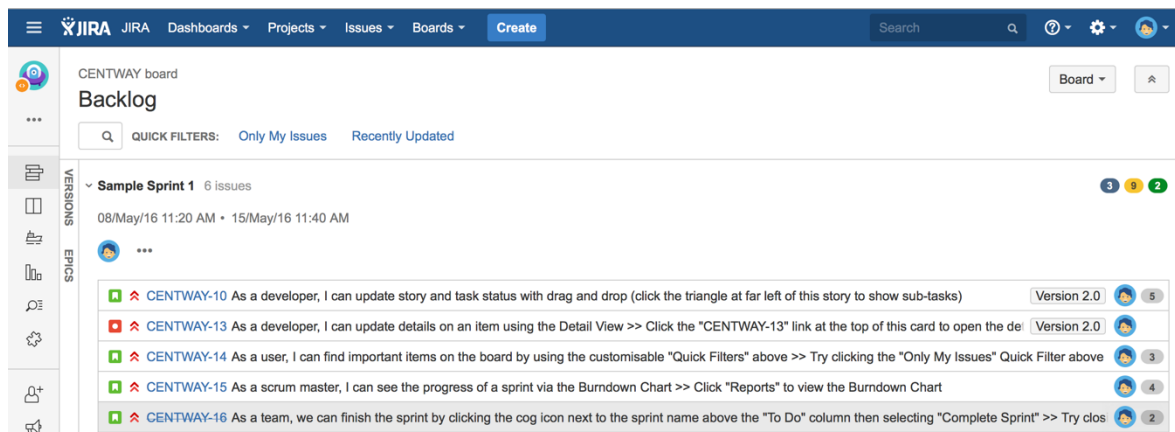 JIRA JIRA Dashboards Projects Issues Boards Create Search
CENTWAY board
Board
Backlog
QUICK FILTERS: Only My Issues Recently Updated
VERSIONS
EPICS
Sample Sprint 1 6 issues 3 9 2
08/May/16 11:20 AM • 15/May/16 11:40 AM
CENTWAY-10 As a developer, I can update story and task status with drag and drop (click the triangle at far left of this story to show sub-tasks) Version 2.0 5
CENTWAY-13 As a developer, I can update details on an item using the Detail View >> Click the "CENTWAY-13" link at the top of this card to open the det Version 2.0
CENTWAY-14 As a user, I can find important items on the board by using the customisable "Quick Filters" above >> Try clicking the "Only My Issues" Quick Filter above 3
CENTWAY-15 As a scrum master, I can see the progress of a sprint via the Burndown Chart >> Click "Reports" to view the Burndown Chart 4
CENTWAY-16 As a team, we can finish the sprint by clicking the cog icon next to the sprint name above the "To Do" column then selecting "Complete Sprint" >> Try clos 2